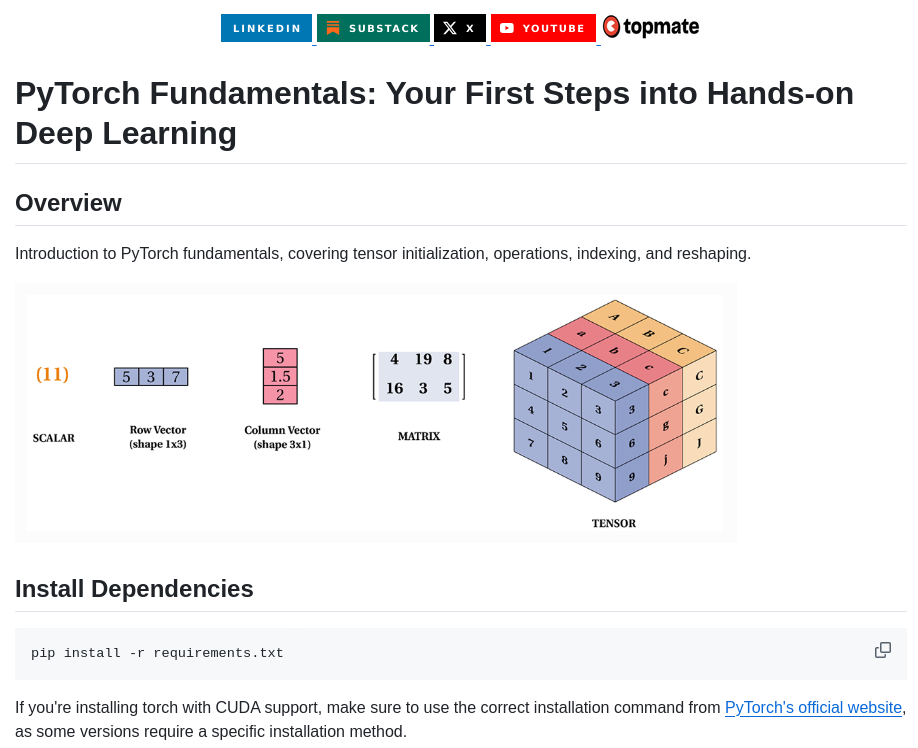 LINKEDIN SUBSTACK X YOUTUBE topmate
PyTorch Fundamentals: Your First Steps into Hands-on
Deep Learning
Overview
Introduction to PyTorch fundamentals, covering tensor initialization, operations, indexing, and reshaping.
(11)
SCALAR
5 3 7
Row Vector
(shape 1x3)
5
1.5
2
Column Vector
(shape 3x1)
4 19 8
16 3 5
MATRIX
A B C
a b c
1 2 3
1 2 3
4 5 6
7 8 9
3 c C
6 g G
9 j J
TENSOR
Install Dependencies
pip install -r requirements.txt
If you're installing torch with CUDA support, make sure to use the correct installation command from PyTorch's official website,
as some versions require a specific installation method.